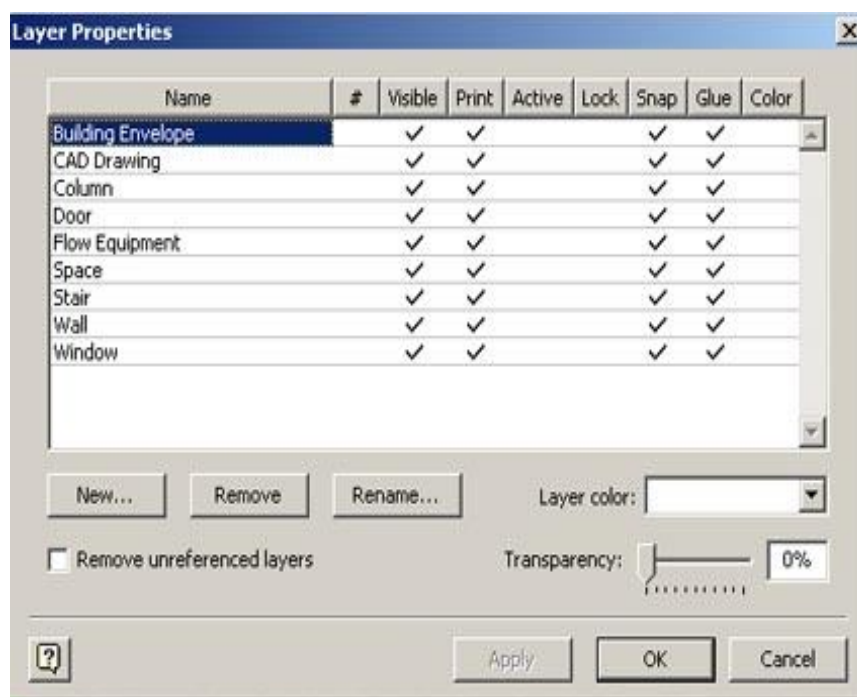 Layer Properties
Name # Visible Print Active Lock Snap Glue Color
Building Envelope
CAD Drawing
Column
Door
Flow Equipment
Space
Stair
Wall
Window
New... Remove Rename... Layer color:
Remove unreferenced layers Transparency: 0%
Apply OK Cancel